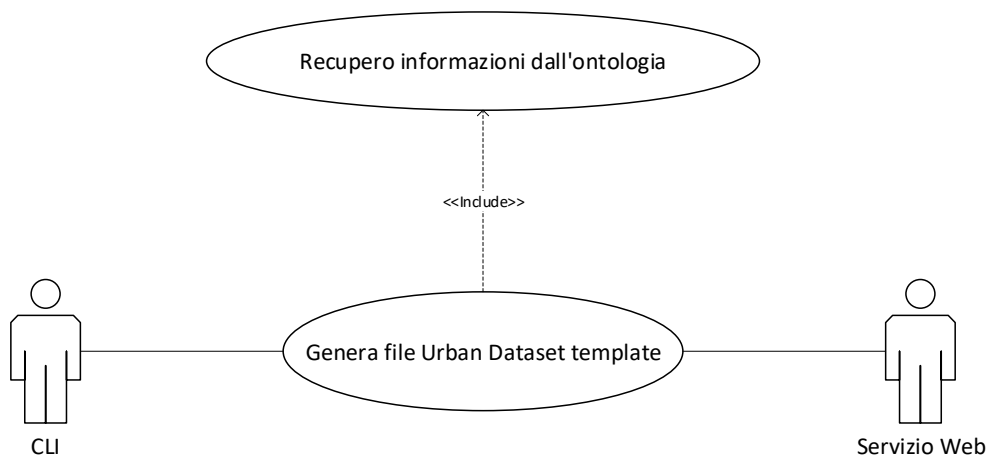 Recupero informazioni dall'ontologia
<<Include>>
Genera file Urban Dataset template
CLI
Servizio Web